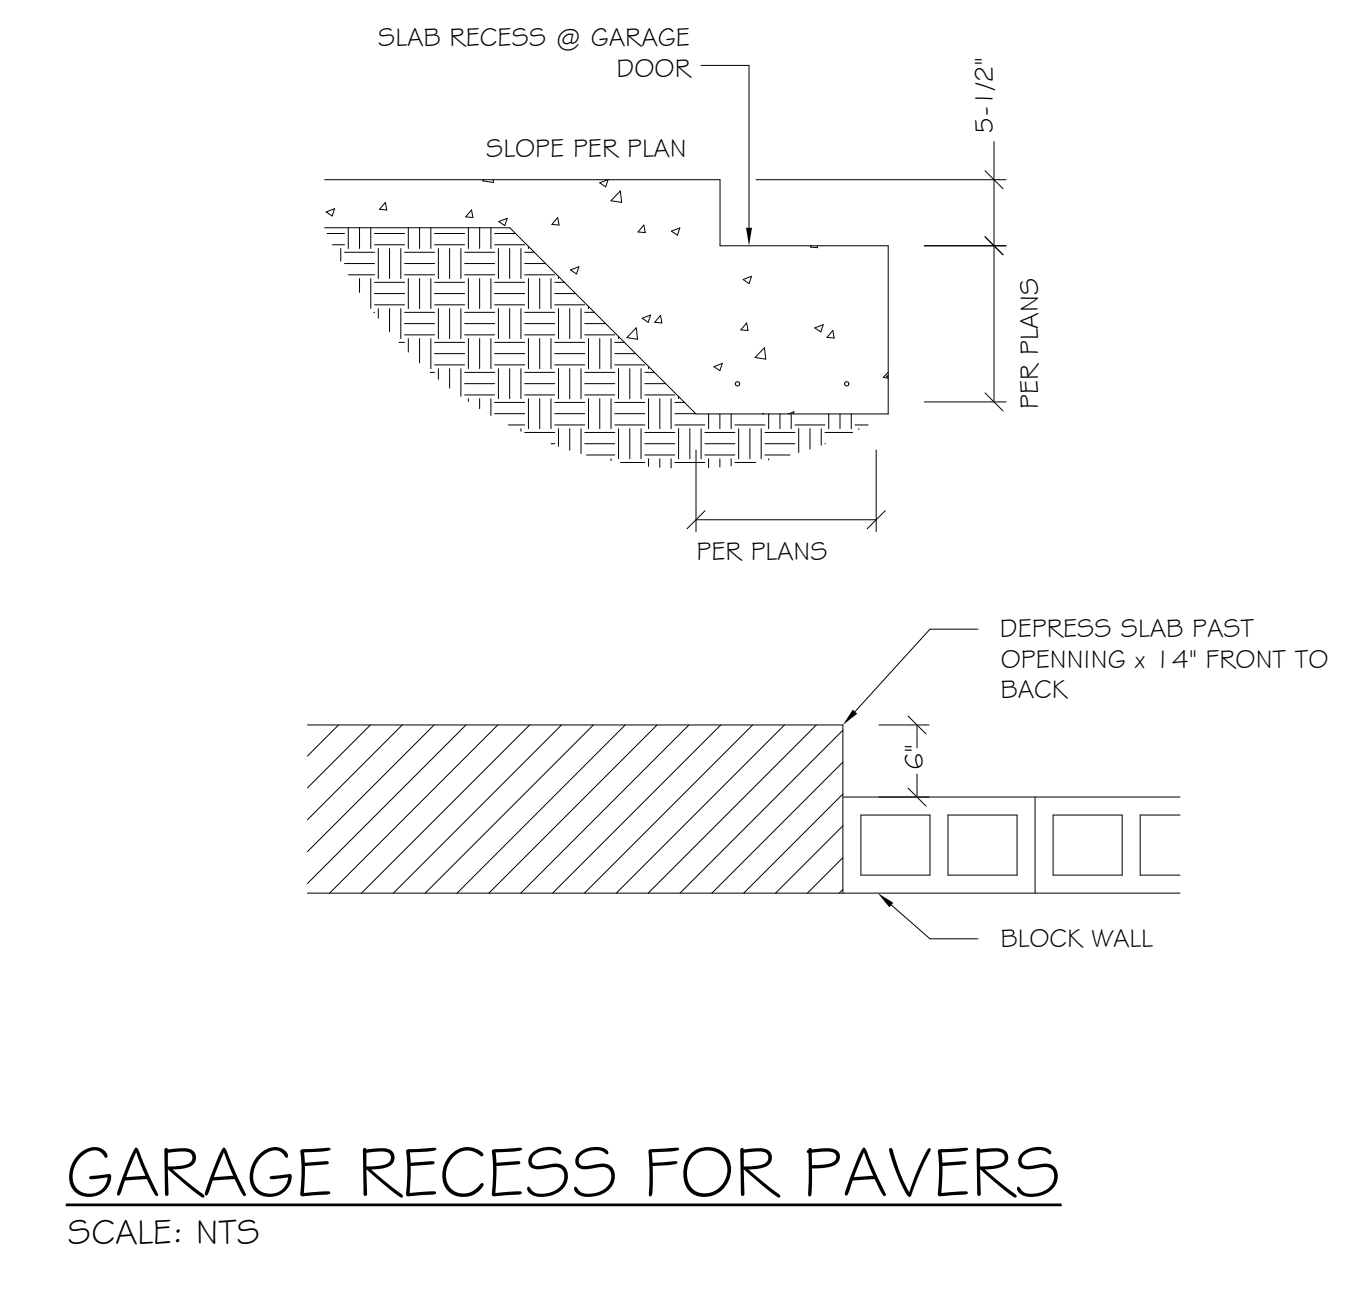 SLAB RECESS @ GARAGE
DOOR
5-1/2"
SLOPE PER PLAN
PER PLANS
PER PLANS
DEPRESS SLAB PAST
OPENNING x 14" FRONT TO
BACK
6"
BLOCK WALL
GARAGE RECESS FOR PAVERS
SCALE: NTS